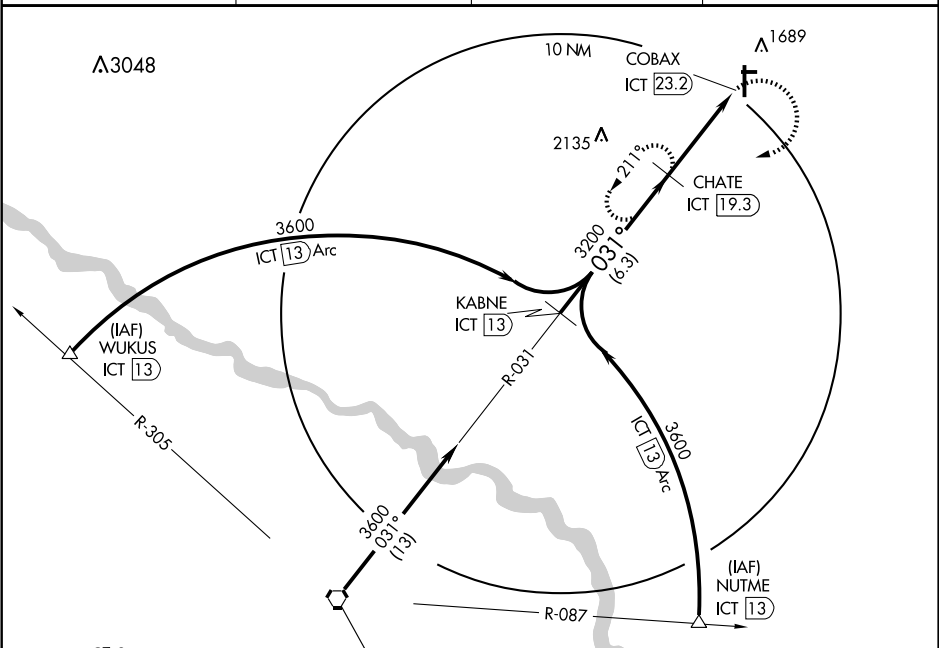 3048
10 NM
1689
COBAX
ICT 23.2
2135
211°
CHATE
ICT 19.3
3600
ICT 13 Arc
3200
031°
(6.3)
KABNE
ICT 13
(IAF)
WUKUS
ICT 13
R-031
R-305
3600
ICT 13 Arc
3600
031°
(13)
(IAF)
NUTME
ICT 13
R-087